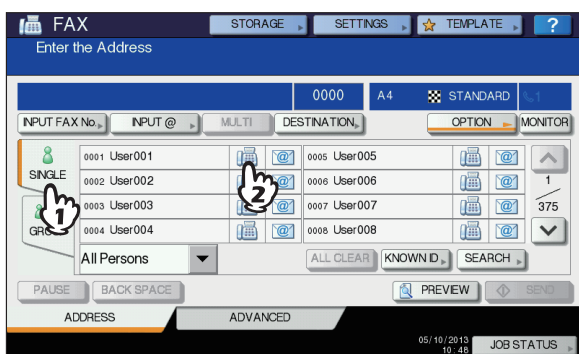 FAX STORAGE SETTINGS TEMPLATE ?
Enter the Address
0000 A4 STANDARD 1
INPUT FAX No. INPUT @ MULTI DESTINATION OPTION MONITOR
SINGLE
0001 User001 0005 User005
0002 User002 0006 User006
0003 User003 0007 User007
0004 User004 0008 User008
1
375
1
2
All Persons ALL CLEAR KNOWN ID SEARCH
PAUSE BACK SPACE PREVIEW SEND
ADDRESS ADVANCED
05/10/2013
10:48 JOB STATUS